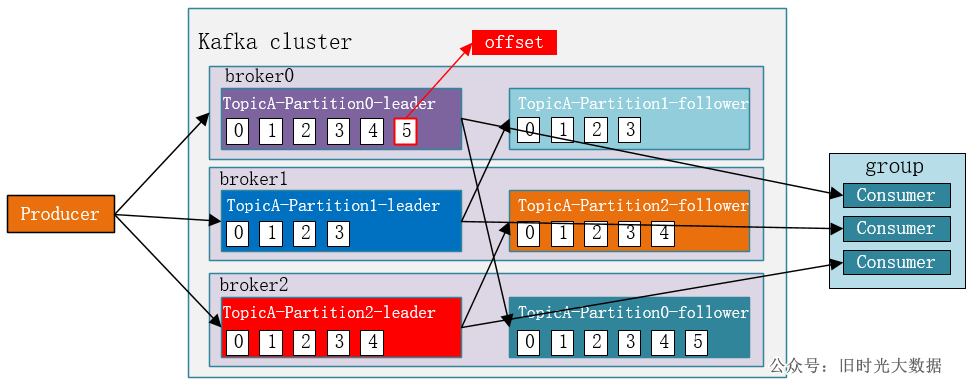 Kafka cluster
offset
broker0
TopicA-Partition0-leader
0 1 2 3 4 5
TopicA-Partition1-follower
0 1 2 3
broker1
TopicA-Partition1-leader
0 1 2 3
TopicA-Partition2-follower
0 1 2 3 4
broker2
TopicA-Partition2-leader
0 1 2 3 4
TopicA-Partition0-follower
0 1 2 3 4 5
Producer
group
Consumer
Consumer
Consumer
公众号：旧时光大数据